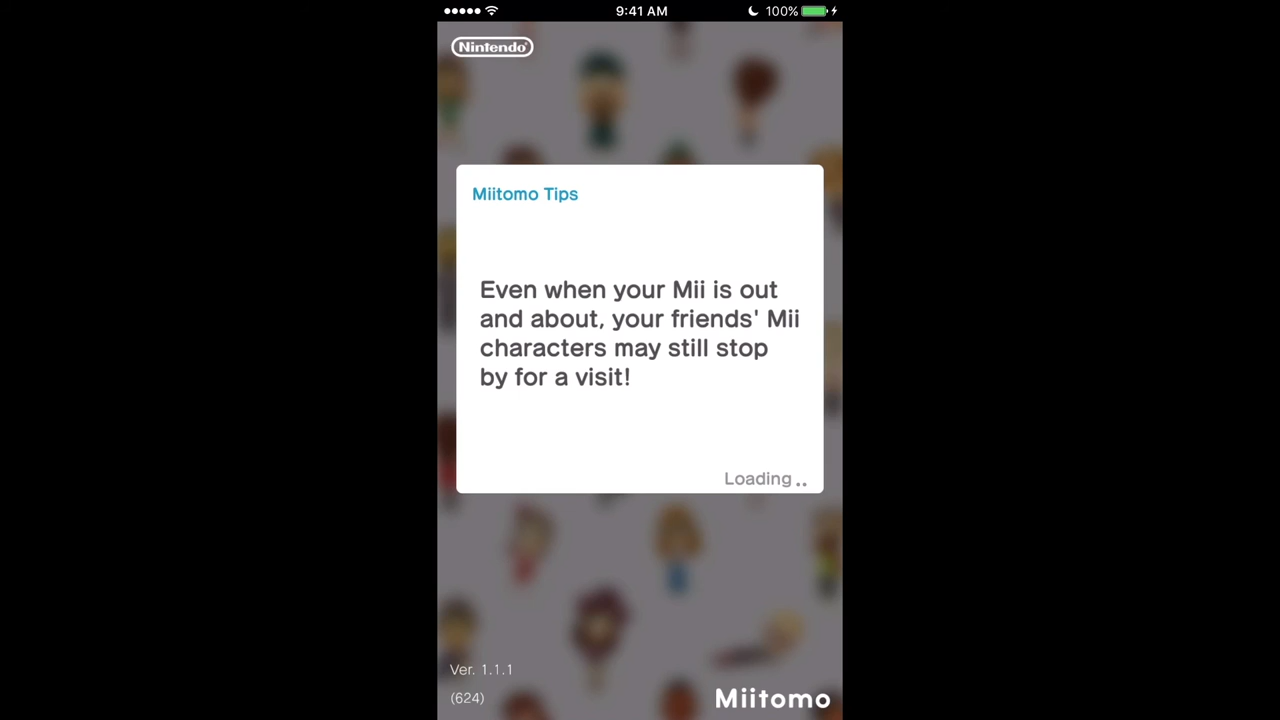 9:41 AM
100%
Nintendo
Miitomo Tips
Even when your Mii is out
and about, your friends' Mii
characters may still stop
by for a visit!
Loading..
Ver. 1.1.1
(624)
Miitomo